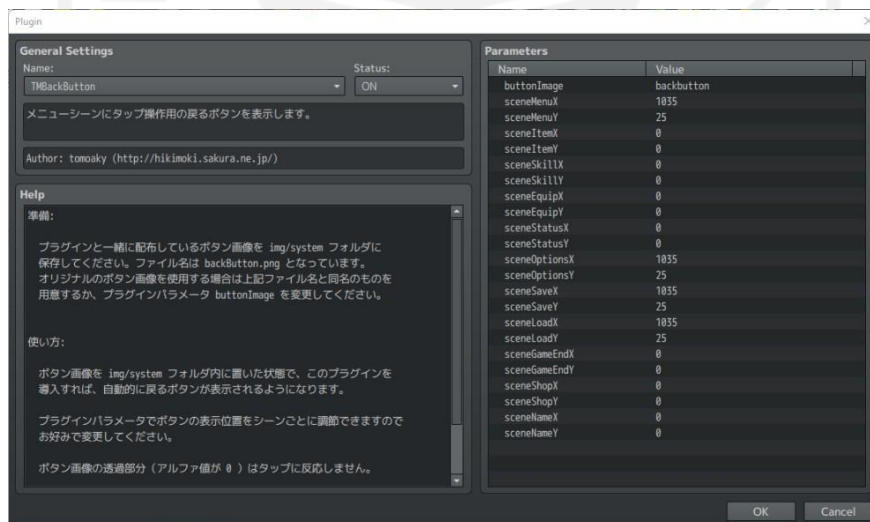 Plugin
General Settings
Name:
Status:
TMBackButton
ON
メニューシーンにタップ操作用の戻るボタンを表示します。
Author: tomoaky (http://hikimoki.sakura.ne.jp/)
Help
準備:
プラグインと一緒に配布しているボタン画像を img/system フォルダに
保存してください。ファイル名は backButton.png となっています。
オリジナルのボタン画像を使用する場合は上記ファイル名と同名のものを
用意するか、プラグインパラメータ buttonImage を変更してください。
使い方:
ボタン画像を img/system フォルダ内に置いた状態で、このプラグインを
導入すれば、自動的に戻るボタンが表示されるようになります。
プラグインパラメータでボタンの表示位置をシーンごとに調節できますので
お好みで変更してください。
ボタン画像の透過部分（アルファ値が 0 ）はタップに反応しません。
Parameters
Name Value
buttonImage backbutton
sceneMenuX 1035
sceneMenuY 25
sceneItemX 0
sceneItemY 0
sceneSkillX 0
sceneSkillY 0
sceneEquipX 0
sceneEquipY 0
sceneStatusX 0
sceneStatusY 0
sceneOptionsX 1035
sceneOptionsY 25
sceneSaveX 1035
sceneSaveY 25
sceneLoadX 1035
sceneLoadY 25
sceneGameEndX 0
sceneGameEndY 0
sceneShopX 0
sceneShopY 0
sceneNameX 0
sceneNameY 0
OK
Cancel